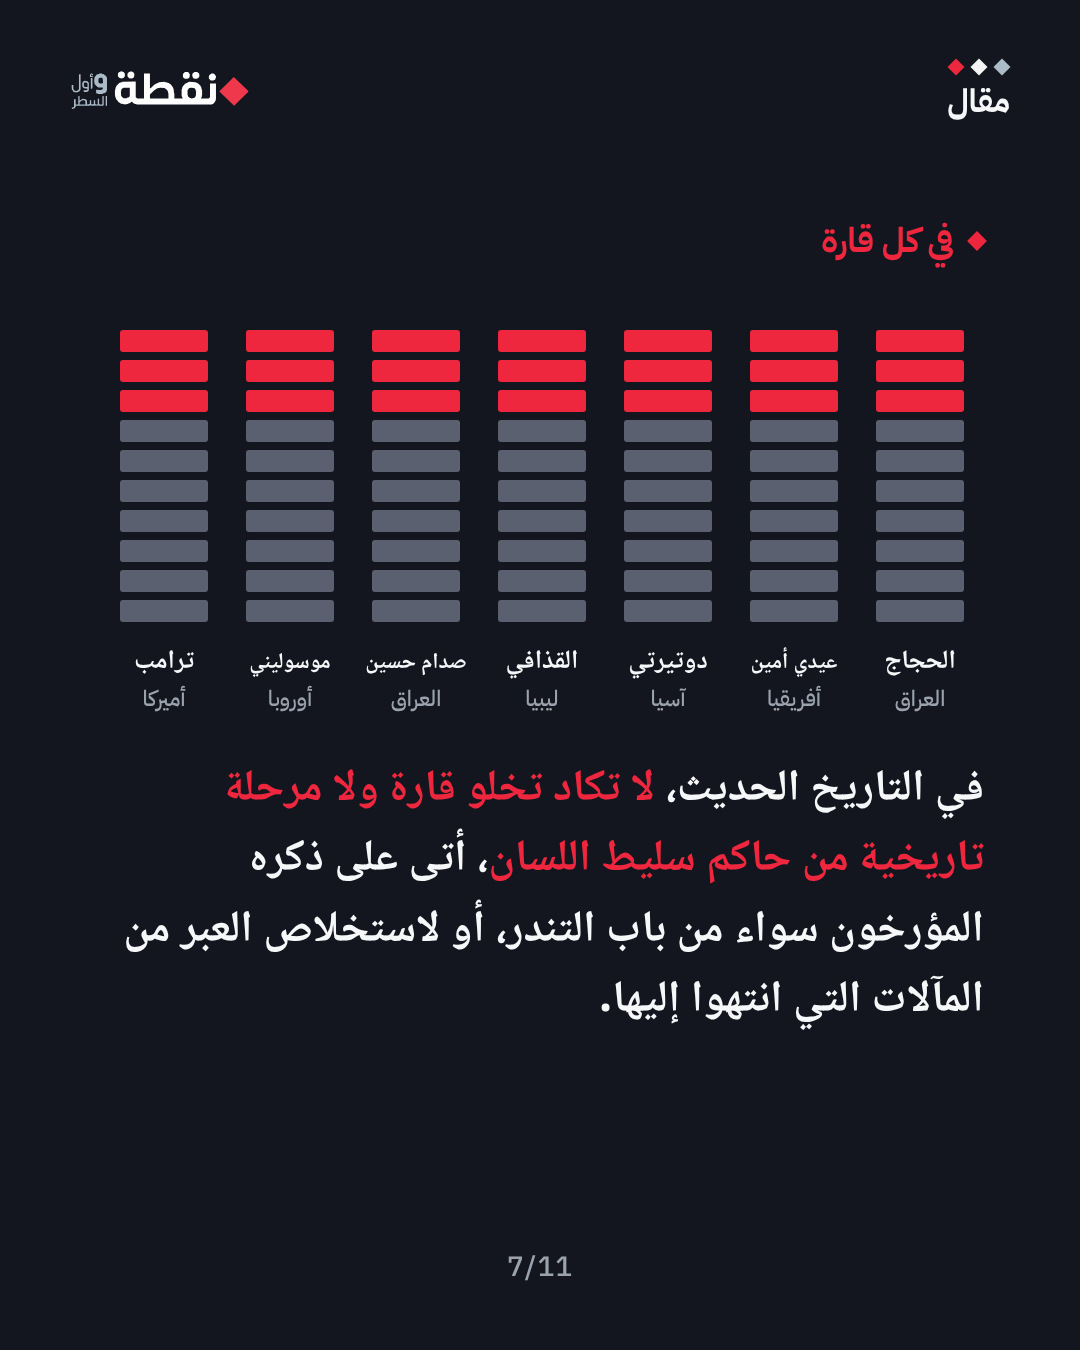 مقال
نقطة
وأول
السطر
في كل قارة
الحجاج
العراق
عيدي أمين
أفريقيا
دوتيرتي
آسيا
القذافي
ليبيا
صدام حسين
العراق
موسوليني
أوروبا
ترامب
أميركا
في التاريخ الحديث، لا تكاد تخلو قارة ولا مرحلة
تاريخية من حاكم سليط اللسان، أتى على ذكره
المؤرخون سواء من باب التندر، أو لاستخلاص العبر من
المآلات التي انتهوا إليها.
7/11